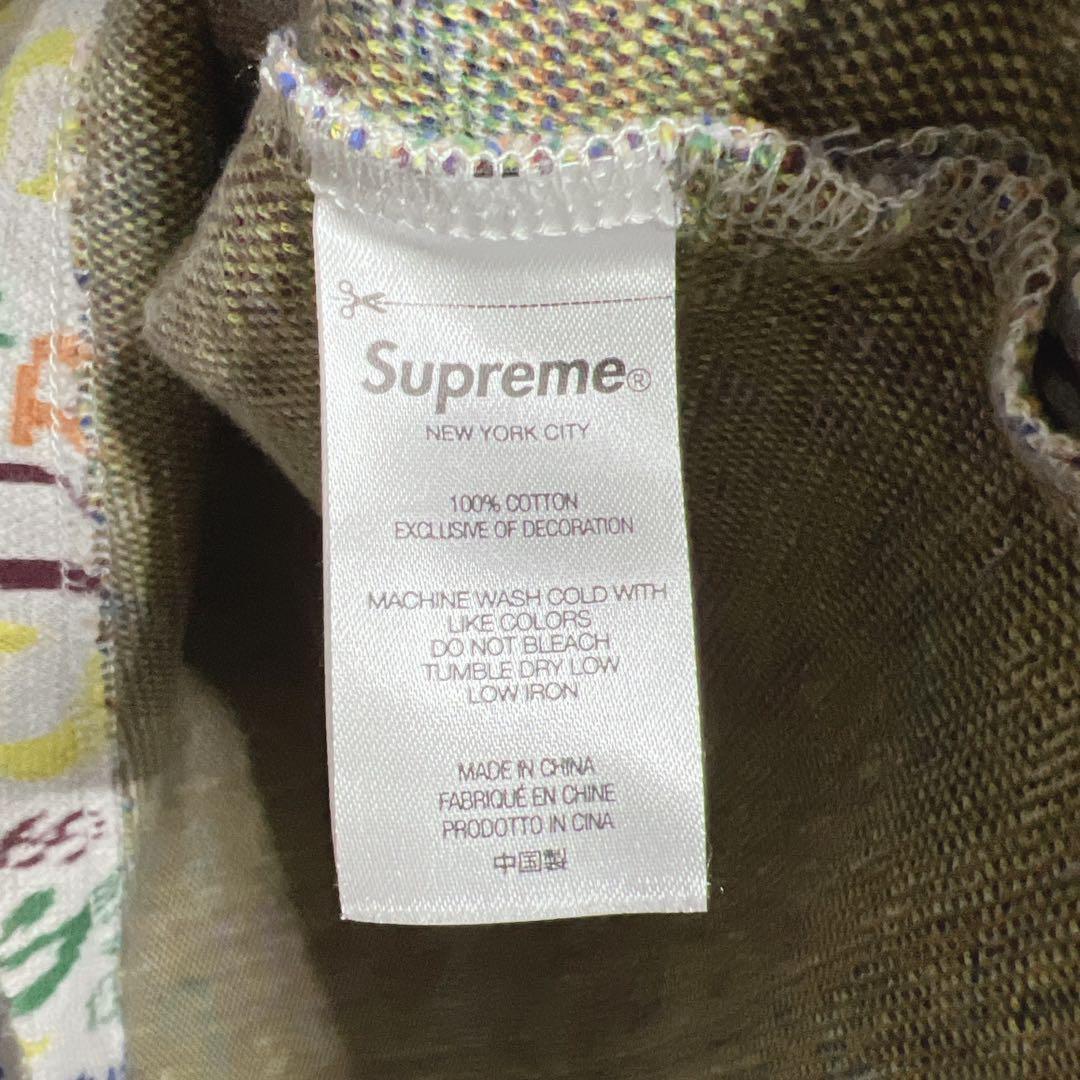 Supreme®
NEW YORK CITY
100% COTTON
EXCLUSIVE OF DECORATION
MACHINE WASH COLD WITH
LIKE COLORS
DO NOT BLEACH
TUMBLE DRY LOW
LOW IRON
MADE IN CHINA
FABRIQUÉ EN CHINE
PRODOTTO IN CINA
中国製